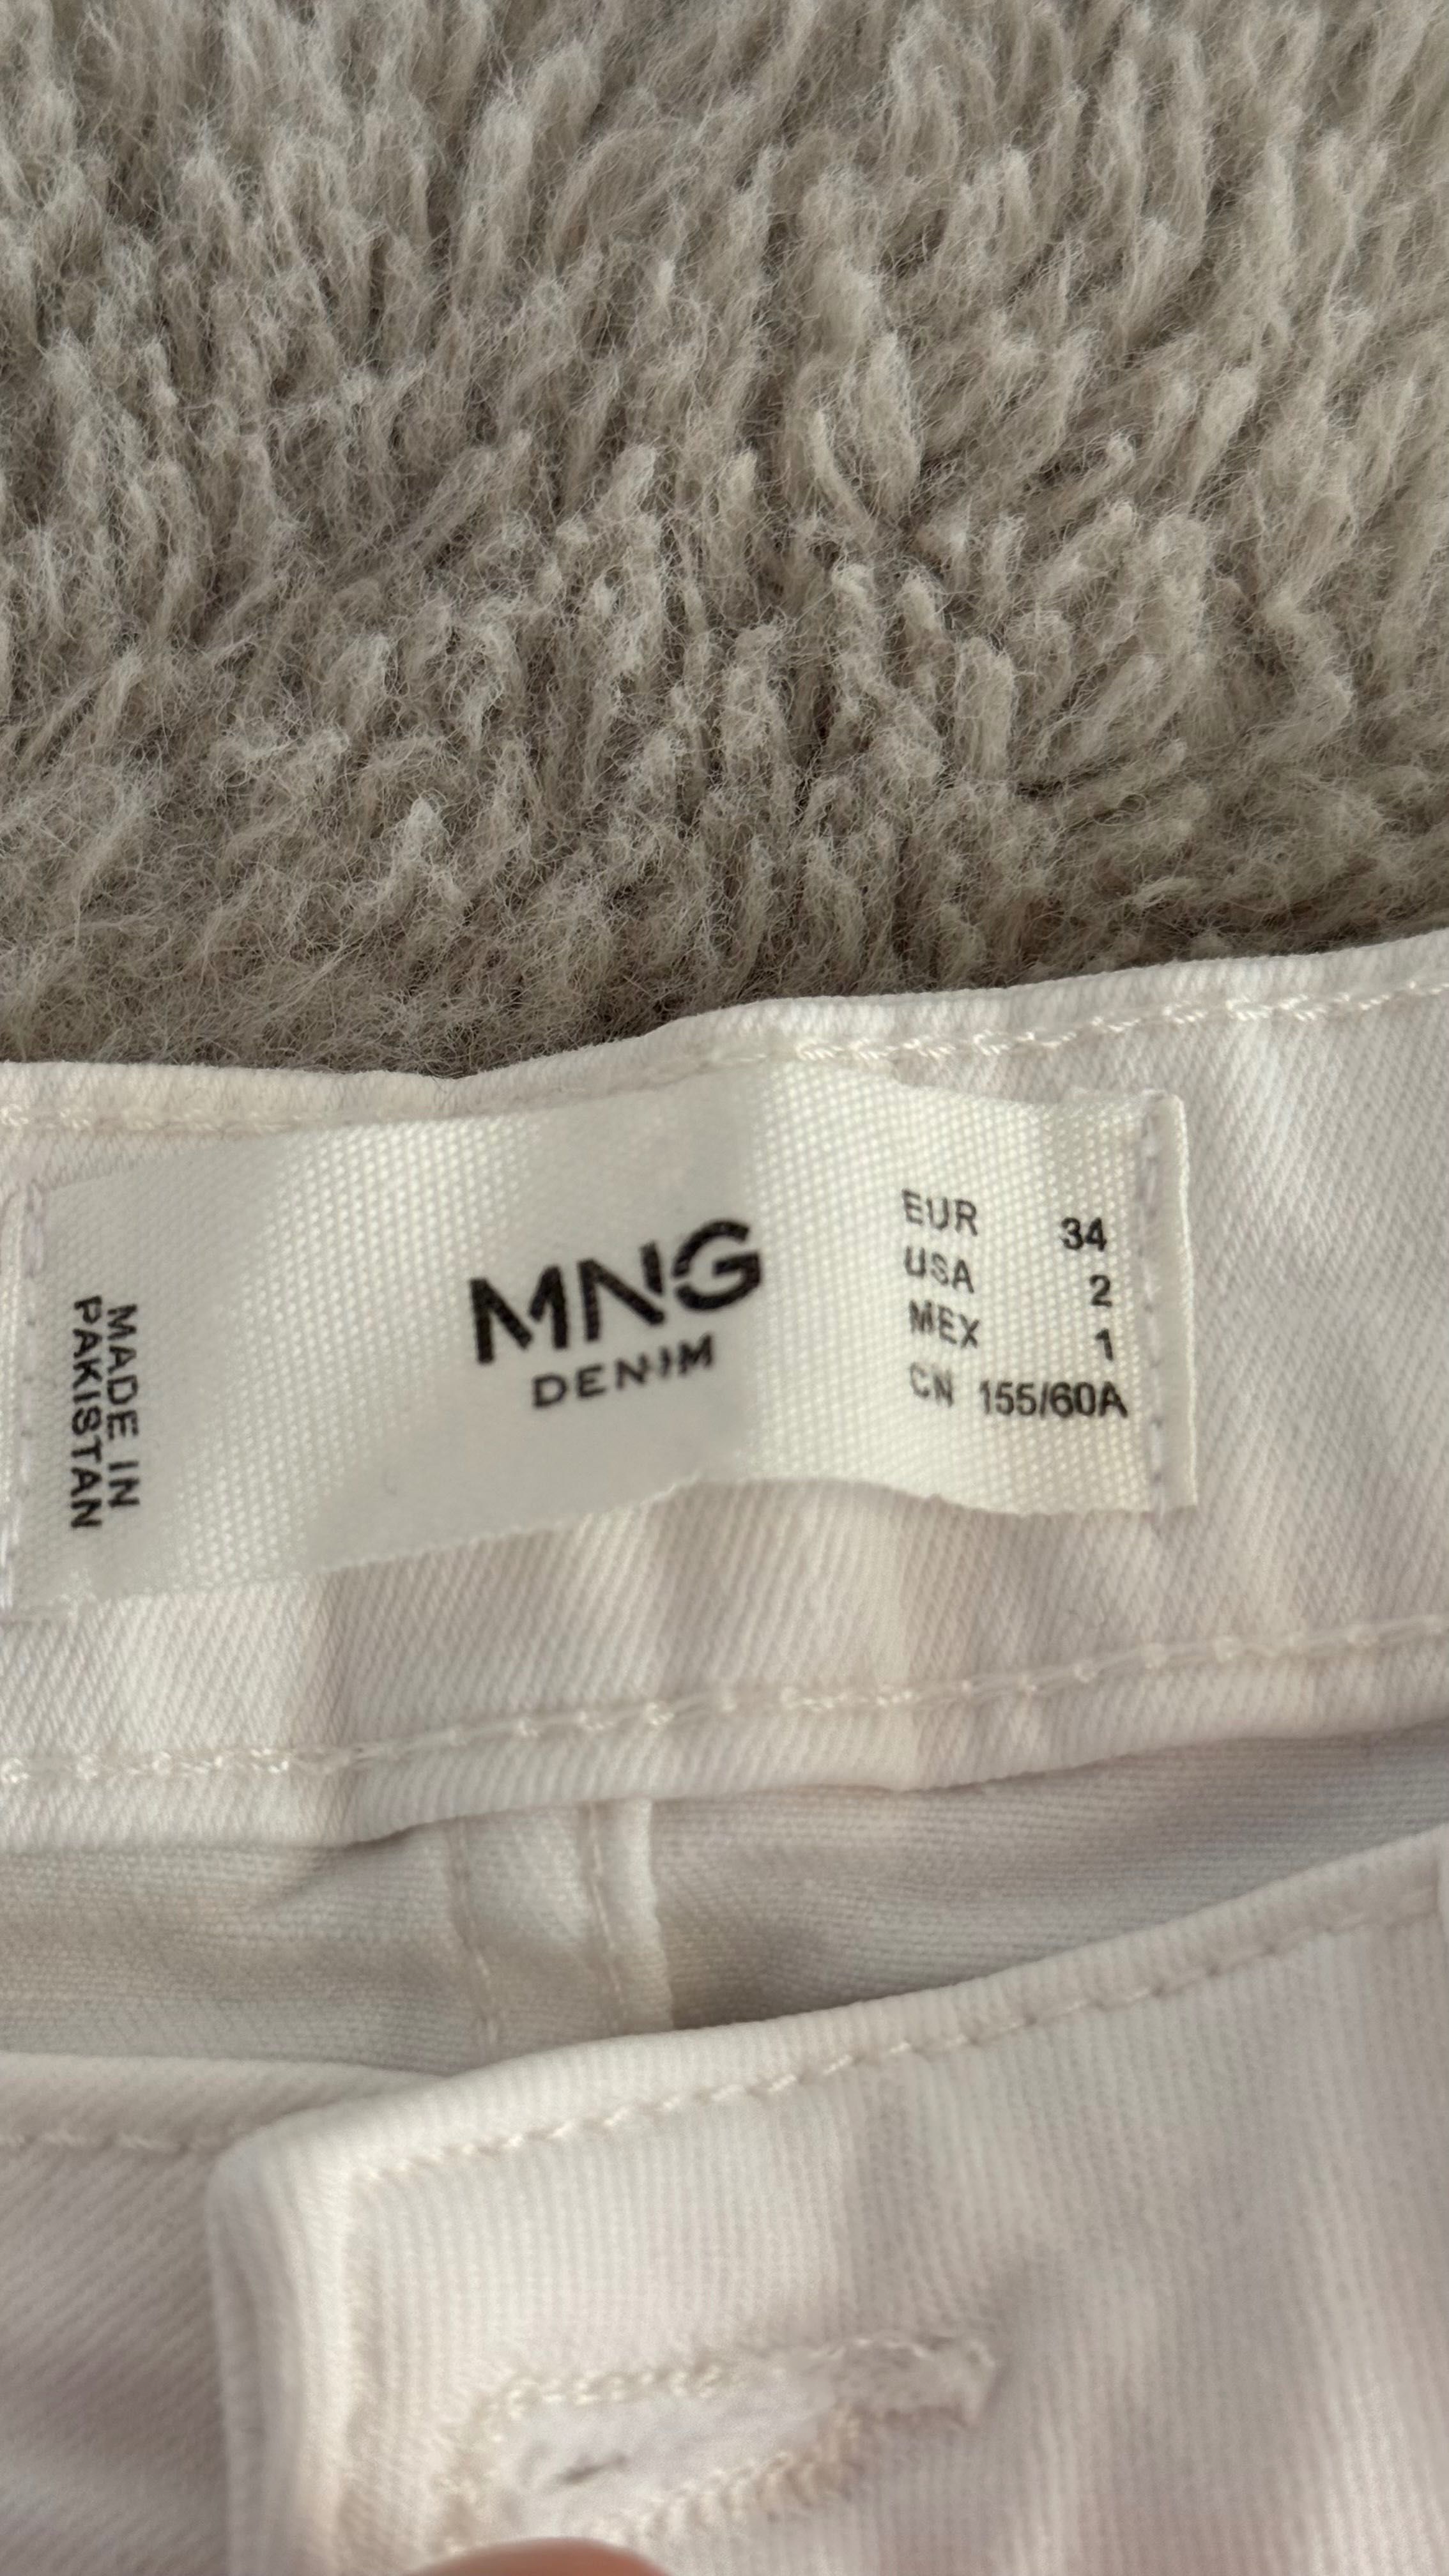 MADE IN
PAKISTAN
MNG
DENIM
EUR 34
USA 2
MEX 1
CN 155/60A